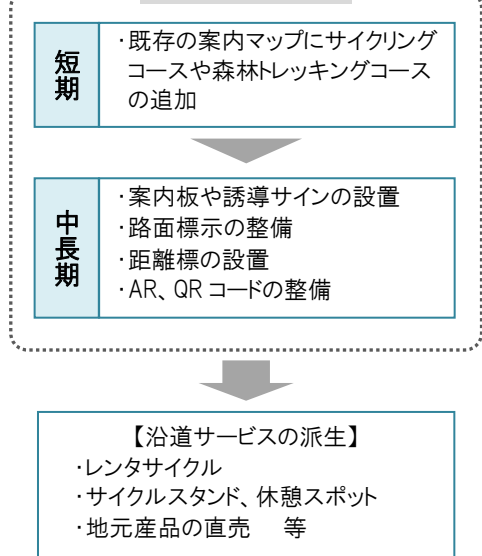 短期
・既存の案内マップにサイクリング
コースや森林トレッキングコース
の追加
中長期
・案内板や誘導サインの設置
・路面標示の整備
・距離標の設置
・AR、QR コードの整備
【沿道サービスの派生】
・レンタサイクル
・サイクルスタンド、休憩スポット
・地元産品の直売　等